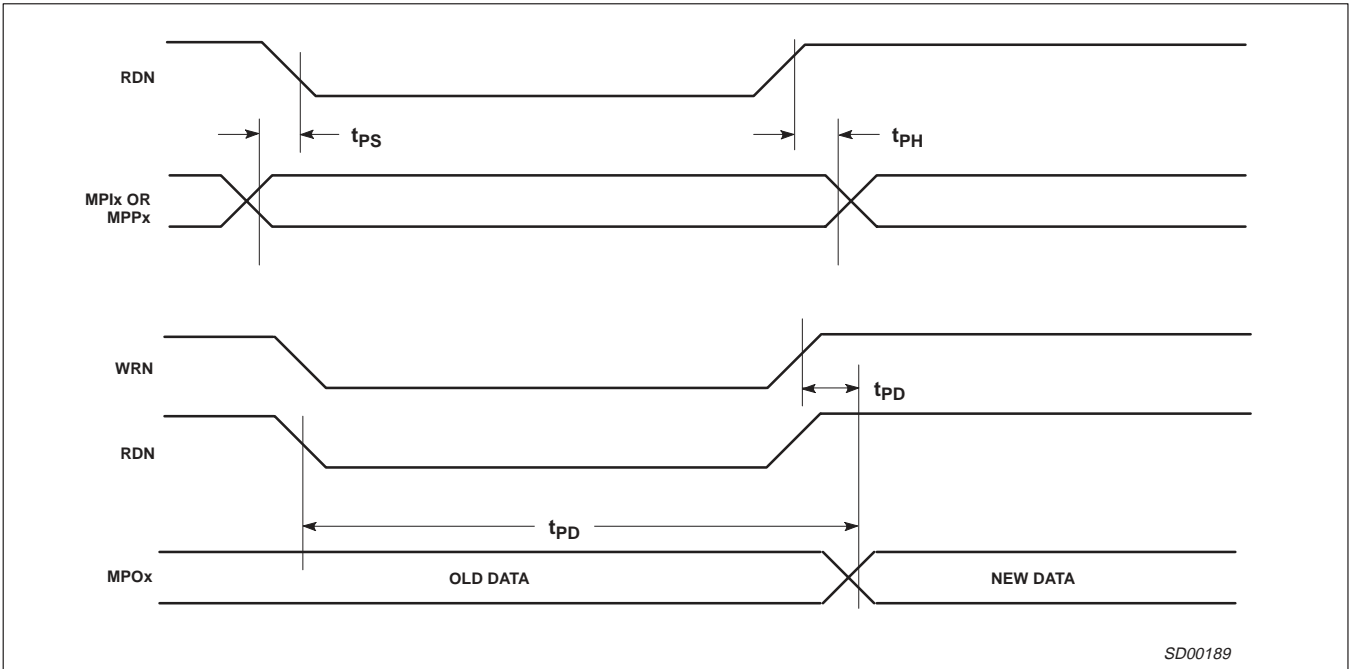 RDN
tPS
tPH
MPIx OR
MPPx
WRN
tPD
RDN
tPD
MPOx
OLD DATA
NEW DATA
SD00189